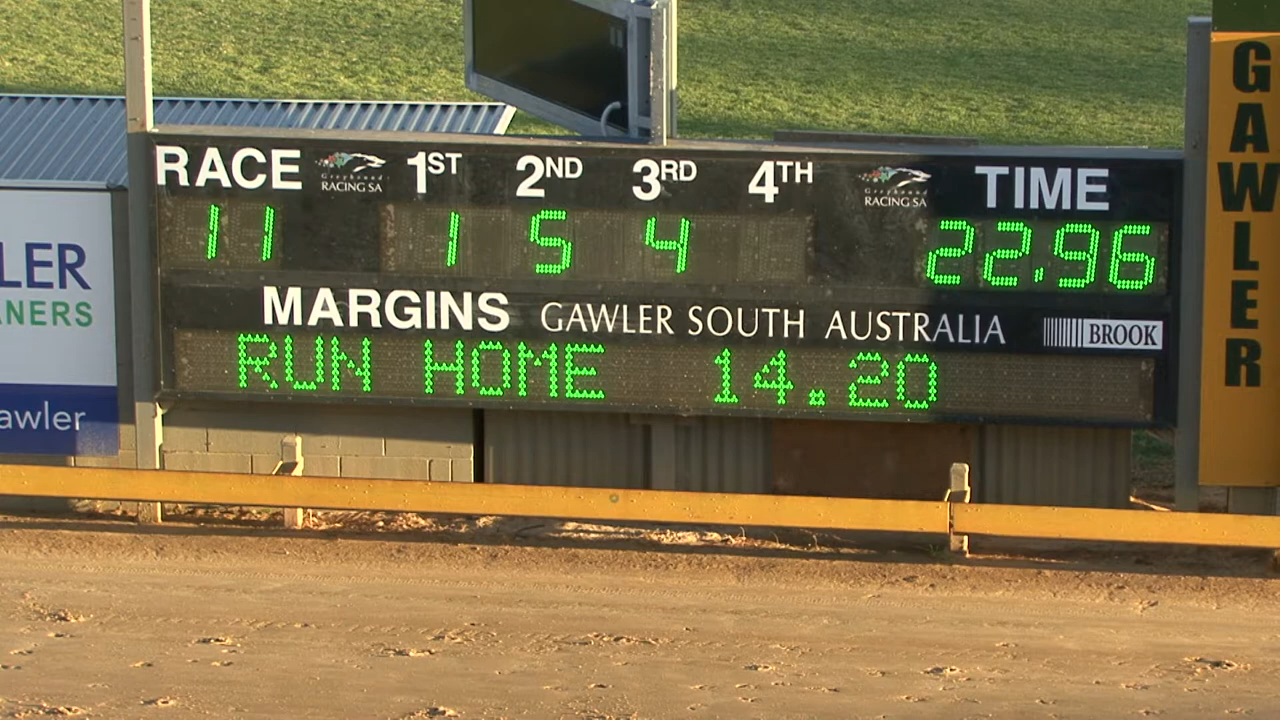 RACE 1ST 2ND 3RD 4TH TIME
Greyhound RACING SA
Greyhound RACING SA
11 1 5 4 22.96
MARGINS GAWLER SOUTH AUSTRALIA BROOK
RUN HOME 14.20
LER
NERS
awler
GAWLER